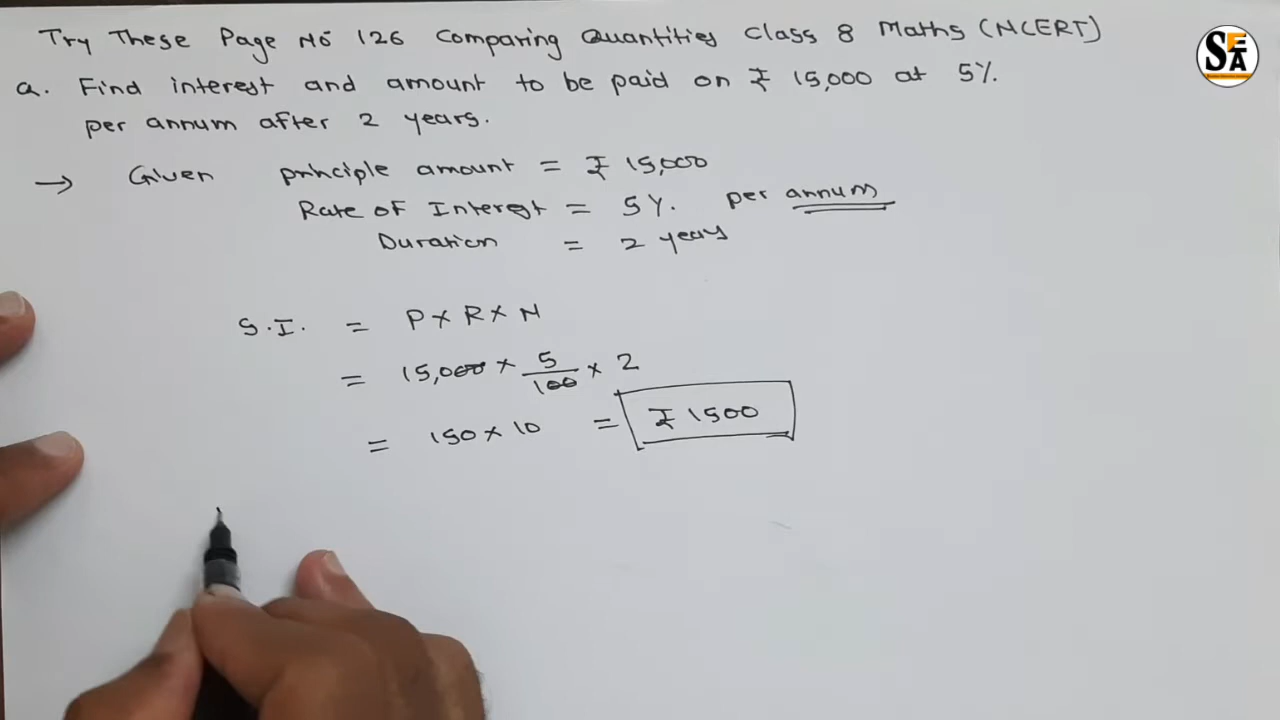 Try These Page No 126 Comparing Quantities Class 8 Maths (NCERT)
Q. Find interest and amount to be paid on ₹ 15,000 at 5%
per annum after 2 years.
→ Given principle amount = ₹ 15,000
Rate of Interest = 5% per annum
Duration = 2 years
S.I. = P × R × N
= 15,000 × 5/100 × 2
= 150 × 10 = ₹ 1500
SEFA